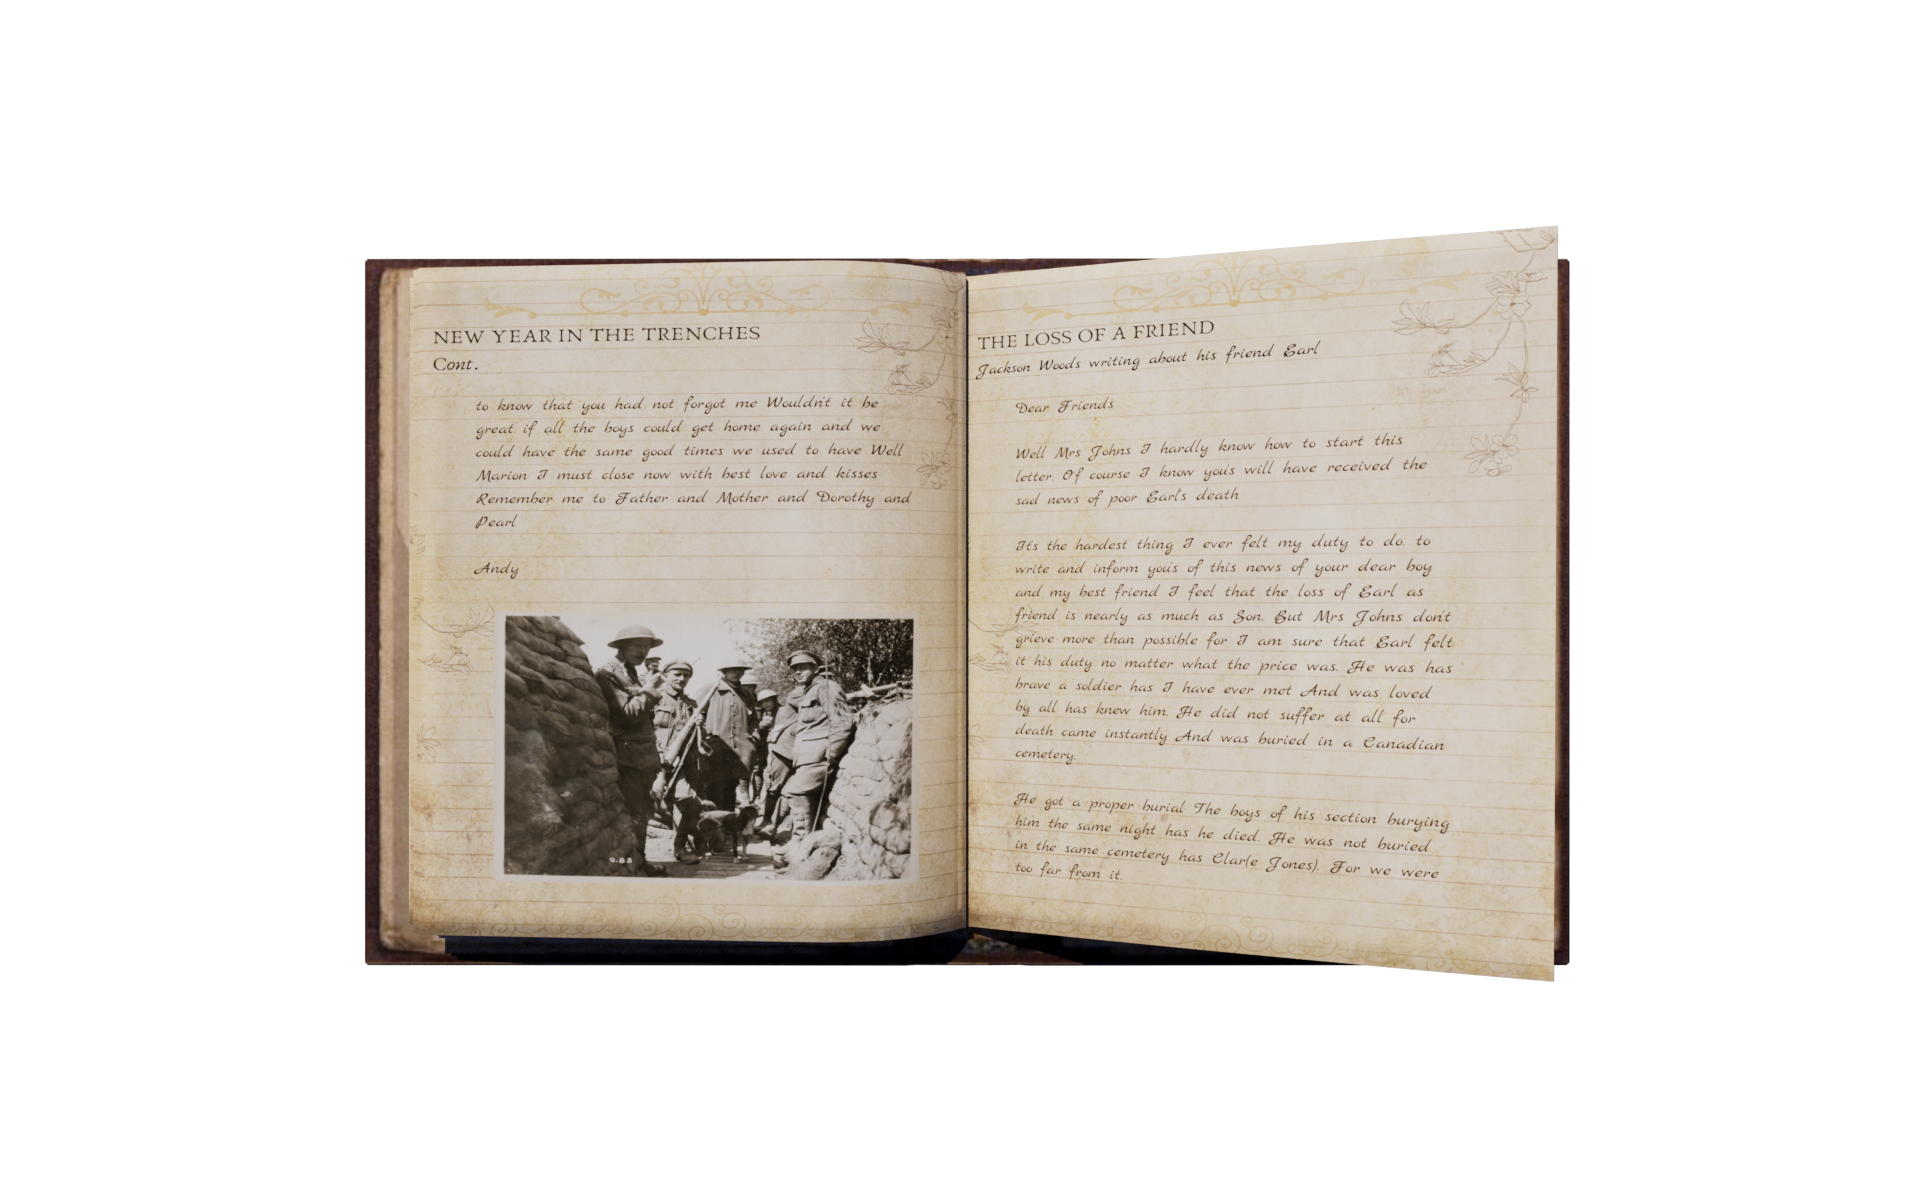 NEW YEAR IN THE TRENCHES
Cont.
to know that you had not forgot me Wouldn't it be
great if all the boys could get home again and we
could have the same good times we used to have Well
Marion I must close now with best love and kisses
Remember me to Father and Mother and Dorothy and
Pearl
Andy
O.88
THE LOSS OF A FRIEND
Jackson Woods writing about his friend Earl
Dear Friends
Well Mrs Johns I hardly know how to start this
letter. Of course I know you's will have received the
sad news of poor Earl's death
It's the hardest thing I ever felt my duty to do, to
write and inform you's of this news of your dear boy
and my best friend I feel that the loss of Earl as
friend is nearly as much as Son. But Mrs Johns don't
grieve more than possible for I am sure that Earl felt
it his duty no matter what the price was. He was has
brave a soldier has I have ever met And was loved
by all has knew him. He did not suffer at all for
death came instantly And was buried in a Canadian
cemetery.
He got a proper burial The boys of his section burying
him the same night has he died. He was not buried
in the same cemetery has Clar(e Jones). For we were
too far from it.